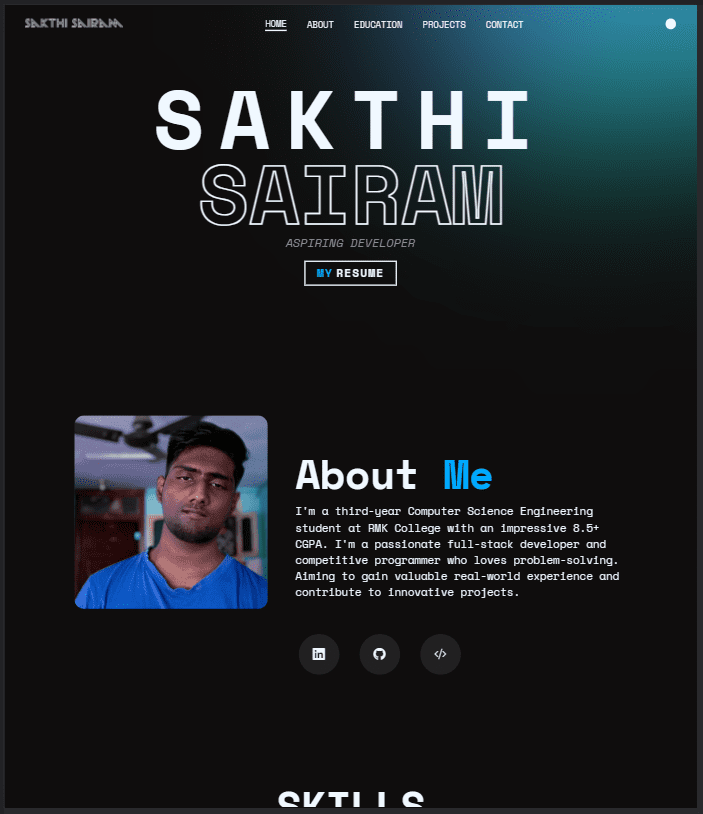 SAKTHI SAIRAM
HOME ABOUT EDUCATION PROJECTS CONTACT
SAKTHI
SAIRAM
ASPIRING DEVELOPER
MY RESUME
About Me
I'm a third-year Computer Science Engineering
student at RMK College with an impressive 8.5+
CGPA. I'm a passionate full-stack developer and
competitive programmer who loves problem-solving.
Aiming to gain valuable real-world experience and
contribute to innovative projects.
in
</>
SKILLS